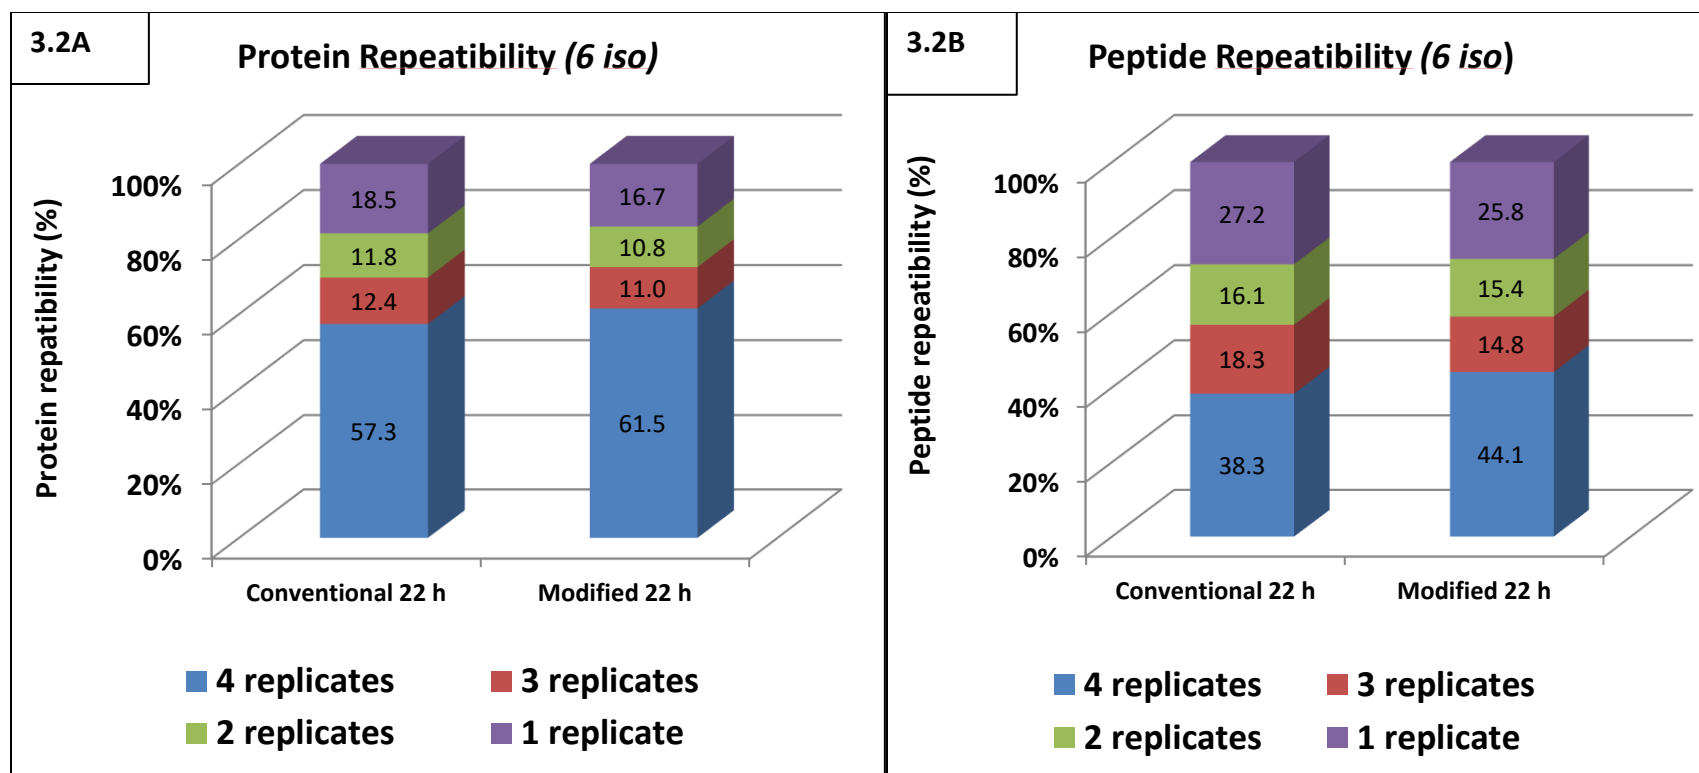 3.2A
Protein Repeatibility (6 iso)
Protein repatibility (%)
100%
80%
60%
40%
20%
0%
18.5
11.8
12.4
57.3
16.7
10.8
11.0
61.5
Conventional 22 h
Modified 22 h
4 replicates
3 replicates
2 replicates
1 replicate
3.2B
Peptide Repeatibility (6 iso)
Peptide repeatibility (%)
100%
80%
60%
40%
20%
0%
27.2
16.1
18.3
38.3
25.8
15.4
14.8
44.1
Conventional 22 h
Modified 22 h
4 replicates
3 replicates
2 replicates
1 replicate